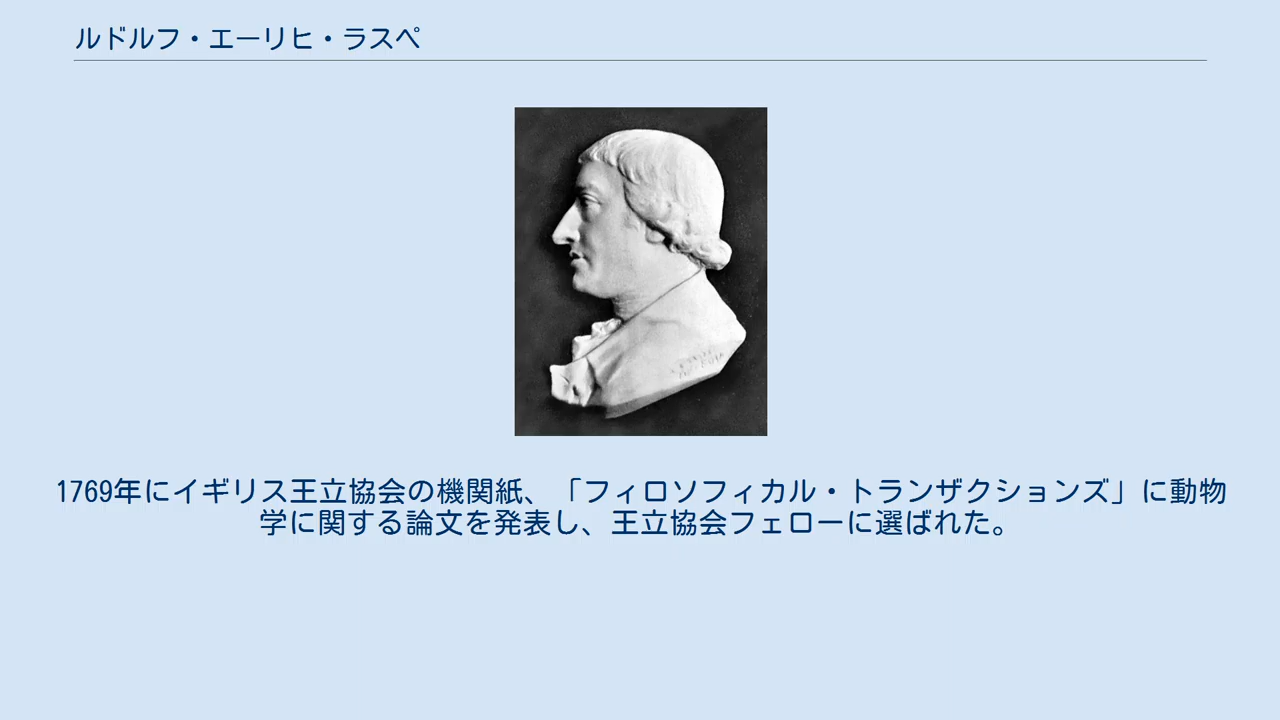 ルドルフ・エーリヒ・ラスペ
1769年にイギリス王立協会の機関紙、「フィロソフィカル・トランザクションズ」に動物
学に関する論文を発表し、王立協会フェローに選ばれた。